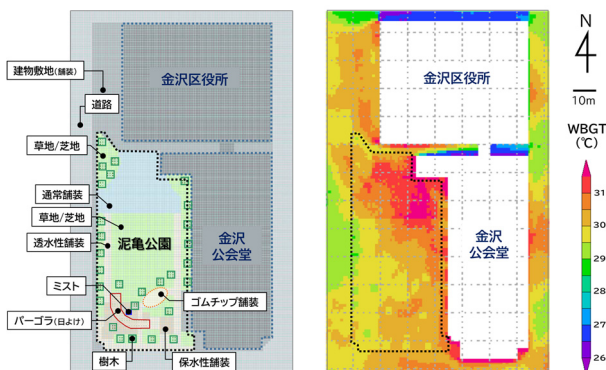 建物敷地(舗装)
道路
草地/芝地
通常舗装
草地/芝地
透水性舗装
ミスト
パーゴラ(日よけ)
樹木
金沢区役所
泥亀公園
金沢
公会堂
ゴムチップ舗装
保水性舗装
金沢区役所
金沢
公会堂
N
10m
WBGT
(℃)
31
30
29
28
27
26